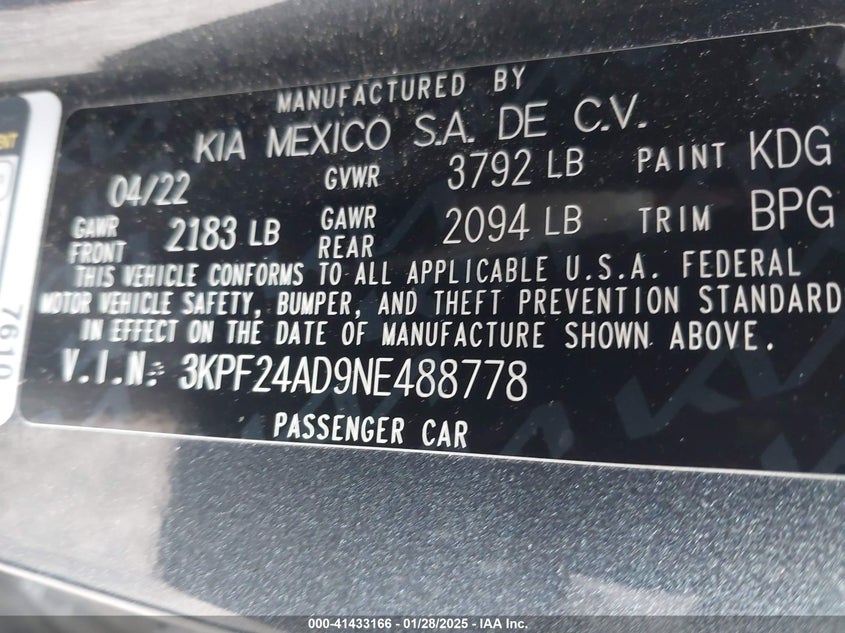 MANUFACTURED BY
KIA MEXICO S.A. DE C.V.
04/22 GVWR 3792 LB PAINT KDG
GAWR FRONT 2183 LB GAWR REAR 2094 LB TRIM BPG
THIS VEHICLE CONFORMS TO ALL APPLICABLE U.S.A. FEDERAL
MOTOR VEHICLE SAFETY, BUMPER, AND THEFT PREVENTION STANDARD
IN EFFECT ON THE DATE OF MANUFACTURE SHOWN ABOVE.
V.I.N: 3KPF24AD9NE488778
PASSENGER CAR
7610
000-41433166 - 01/28/2025 - IAA Inc.